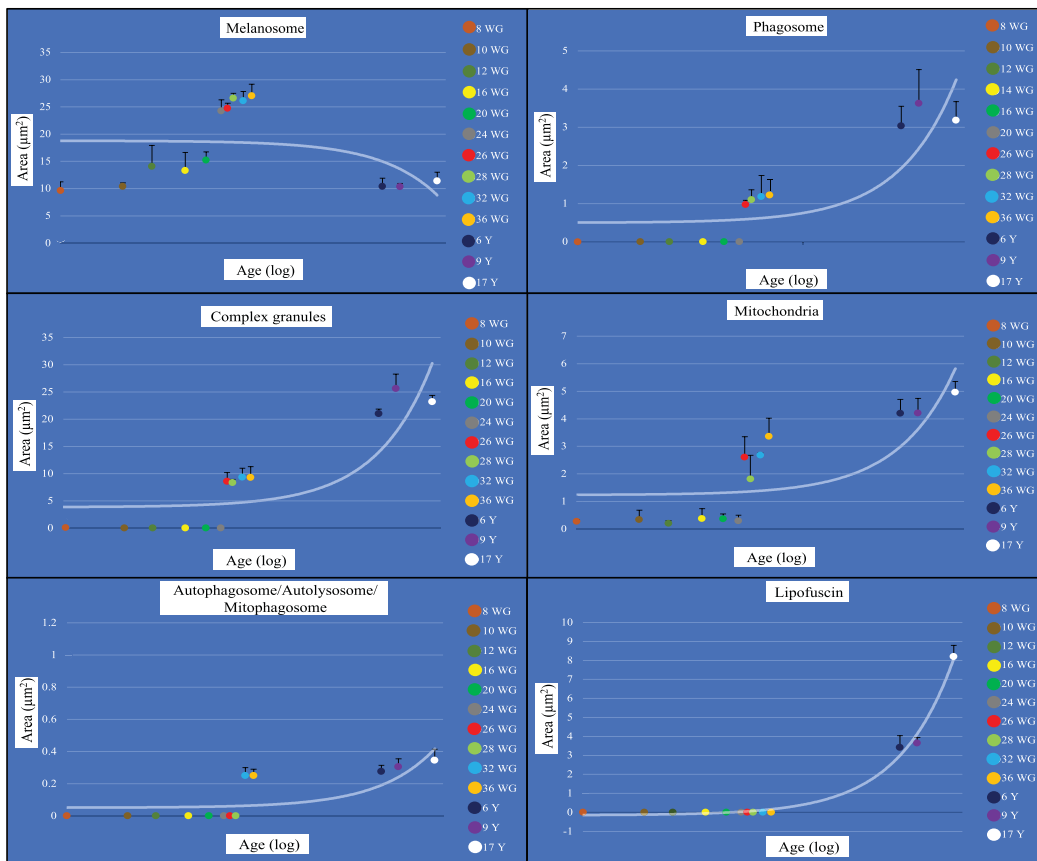 Melanosome
35
30
25
20
15
10
5
0
Area (µm²)
Age (log)
8 WG
10 WG
12 WG
16 WG
20 WG
24 WG
26 WG
28 WG
32 WG
36 WG
6 Y
9 Y
17 Y
Phagosome
5
4
3
2
1
0
Area (µm²)
Age (log)
8 WG
10 WG
12 WG
14 WG
16 WG
20 WG
26 WG
28 WG
32 WG
36 WG
6 Y
9 Y
17 Y
Complex granules
35
30
25
20
15
10
5
0
Area (µm²)
Age (log)
8 WG
10 WG
12 WG
16 WG
20 WG
24 WG
26 WG
28 WG
32 WG
36 WG
6 Y
9 Y
17 Y
Mitochondria
7
6
5
4
3
2
1
0
Area (µm²)
Age (log)
8 WG
10 WG
12 WG
16 WG
20 WG
24 WG
26 WG
28 WG
32 WG
36 WG
6 Y
9 Y
17 Y
Autophagosome/Autolysosome/
Mitophagosome
1.2
1
0.8
0.6
0.4
0.2
0
Area (µm²)
Age (log)
8 WG
10 WG
12 WG
16 WG
20 WG
24 WG
26 WG
28 WG
32 WG
36 WG
6 Y
9 Y
17 Y
Lipofuscin
10
9
8
7
6
5
4
3
2
1
0
-1
Area (µm²)
Age (log)
8 WG
10 WG
12 WG
16 WG
20 WG
24 WG
26 WG
28 WG
32 WG
36 WG
6 Y
9 Y
17 Y